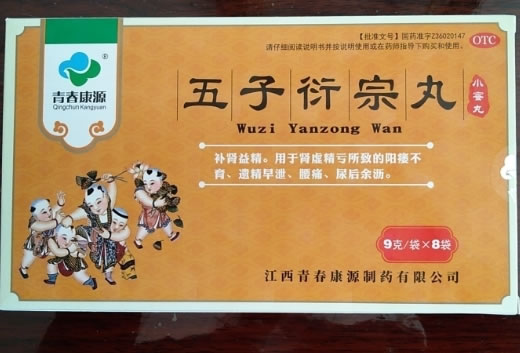 【批准文号】国药准字Z36020147
请仔细阅读说明书并按说明使用或在药师指导下购买和使用。
OTC
®
青春康源
Qingchun Kangyuan
五子衍宗丸
小蜜丸
Wuzi Yanzong Wan
补肾益精。用于肾虚精亏所致的阳痿不
育、遗精早泄、腰痛、尿后余沥。
9克/袋×8袋
江西青春康源制药有限公司